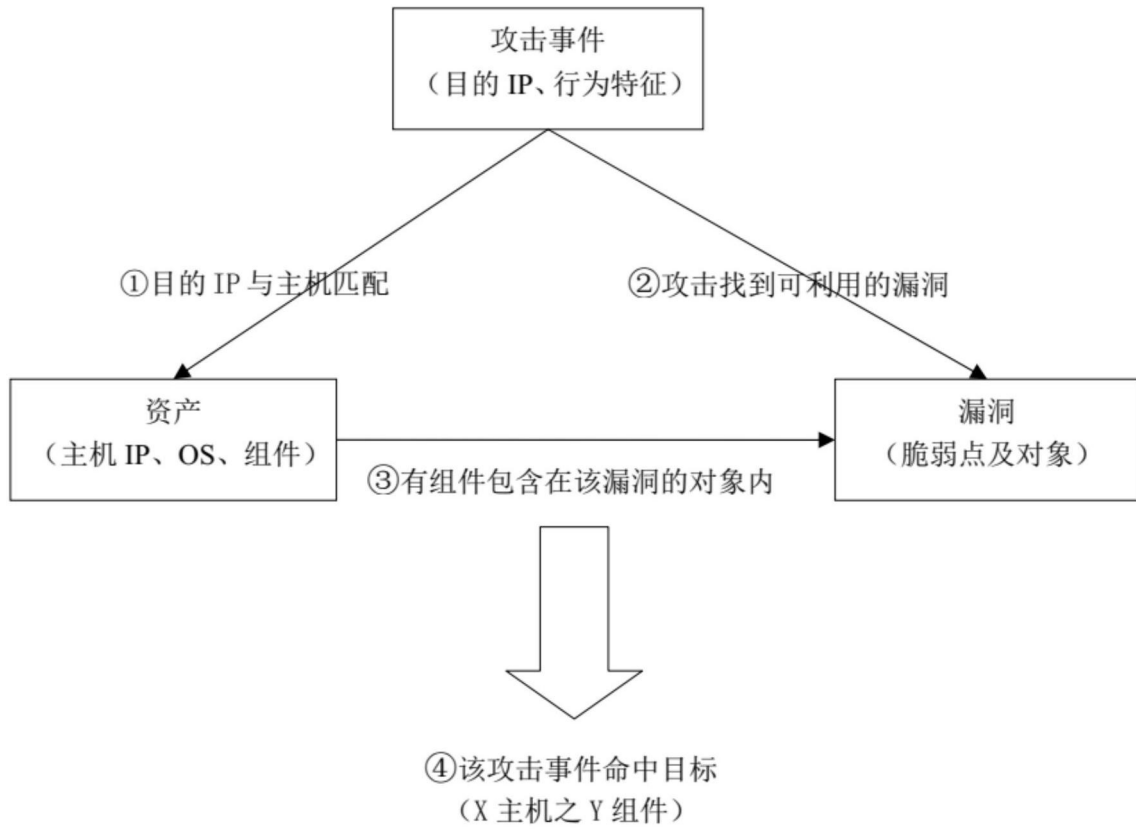 攻击事件
（目的 IP、行为特征）
①目的 IP 与主机匹配
②攻击找到可利用的漏洞
资产
（主机 IP、OS、组件）
漏洞
（脆弱点及对象）
③有组件包含在该漏洞的对象内
④该攻击事件命中目标
（X 主机之 Y 组件）